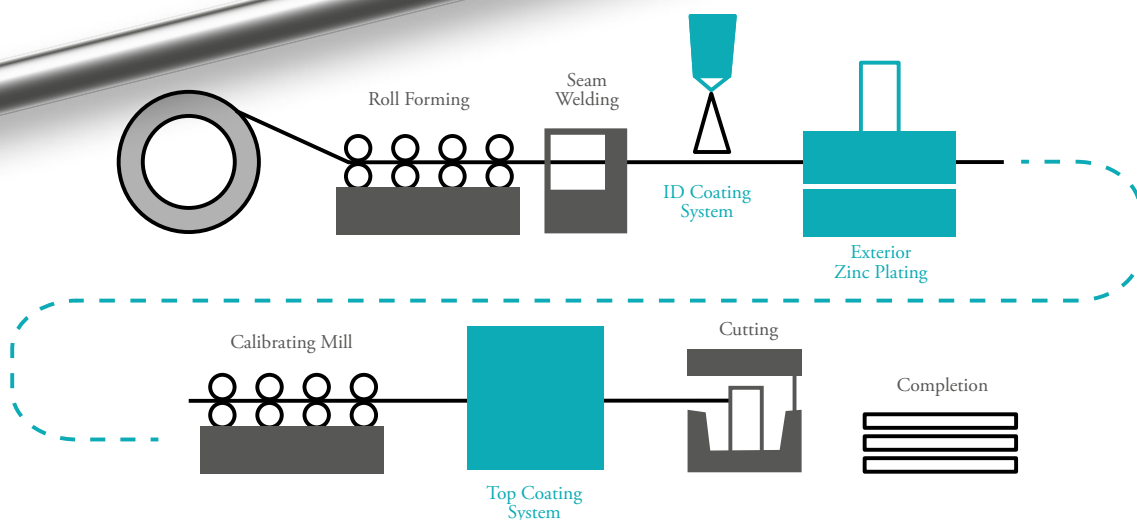 Roll Forming
Seam
Welding
ID Coating
System
Exterior
Zinc Plating
Calibrating Mill
Top Coating
System
Cutting
Completion